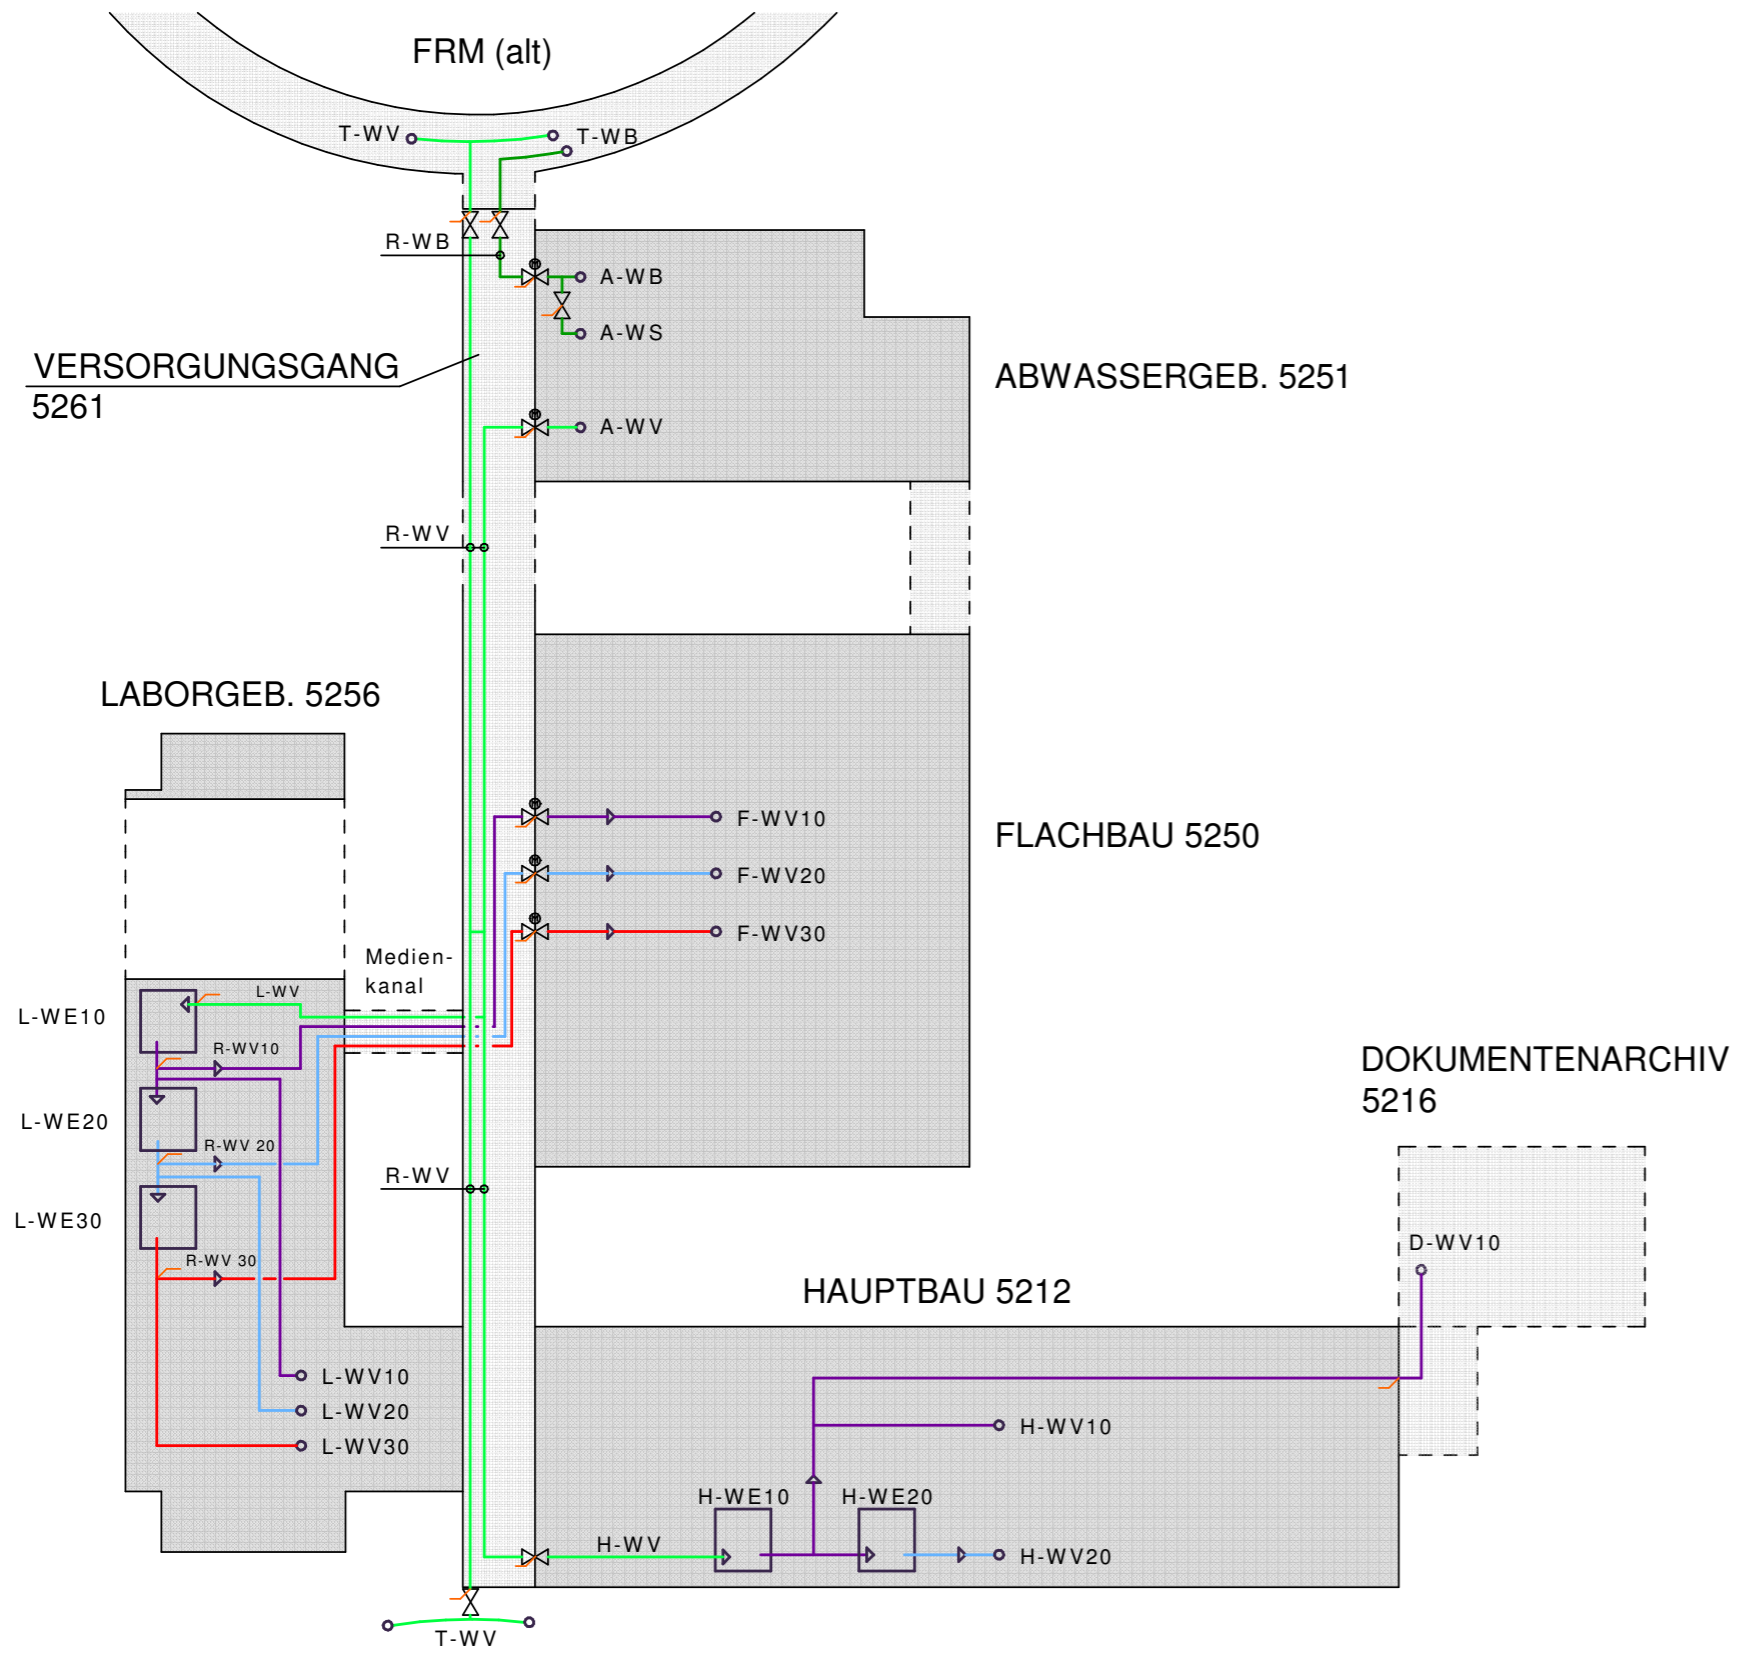 FRM (alt)
T-WV
T-WB
R-WB
A-WB
A-WS
VERSORGUNGSGANG
5261
ABWASSERGEB. 5251
A-WV
R-WV
LABORGEB. 5256
F-WV10
FLACHBAU 5250
F-WV20
F-WV30
Medien-
kanal
L-WV
L-WE10
R-WV10
L-WE20
R-WV 20
L-WE30
R-WV 30
R-WV
DOKUMENTENARCHIV
5216
D-WV10
HAUPTBAU 5212
L-WV10
L-WV20
L-WV30
H-WV10
H-WE10
H-WE20
H-WV
H-WV20
T-WV